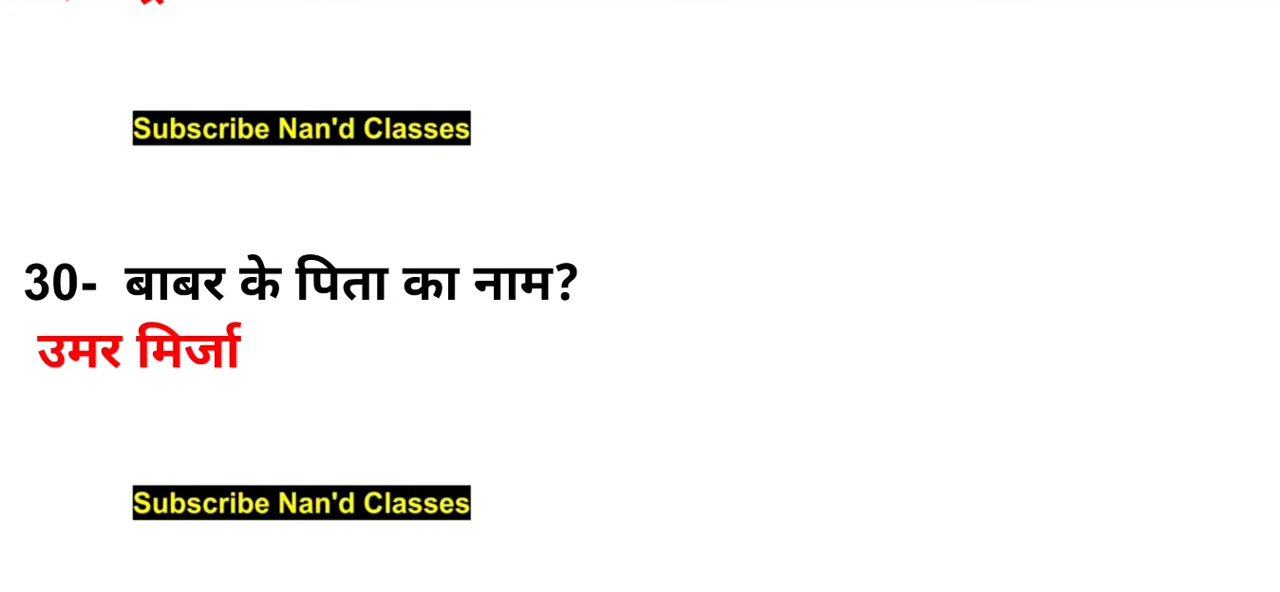 Subscribe Nan'd Classes
30- बाबर के पिता का नाम?
उमर मिर्जा
Subscribe Nan'd Classes